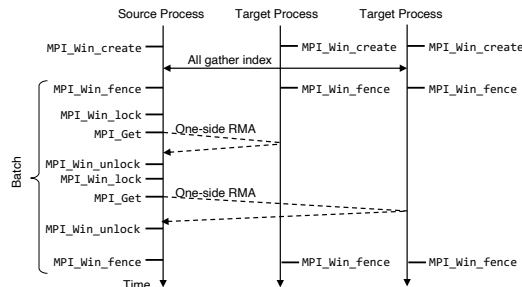 Source Process Target Process Target Process
MPI_Win_create MPI_Win_create MPI_Win_create
All gather index
MPI_Win_fence MPI_Win_fence MPI_Win_fence
MPI_Win_lock
MPI_Get One-side RMA
MPI_Win_unlock
MPI_Win_lock
Batch
MPI_Get One-side RMA
MPI_Win_unlock
MPI_Win_fence MPI_Win_fence MPI_Win_fence
Time